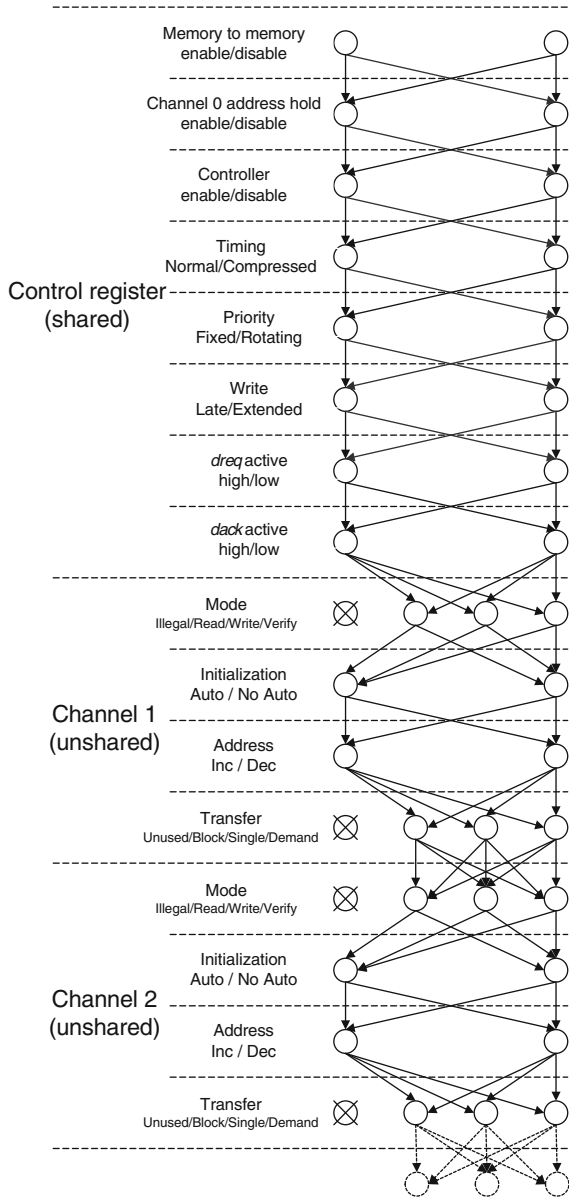 Memory to memory
enable/disable
Channel 0 address hold
enable/disable
Controller
enable/disable
Timing
Normal/Compressed
Control register
(shared)
Priority
Fixed/Rotating
Write
Late/Extended
dreq active
high/low
dack active
high/low
Mode
Illegal/Read/Write/Verify
Initialization
Auto / No Auto
Channel 1
(unshared)
Address
Inc / Dec
Transfer
Unused/Block/Single/Demand
Mode
Illegal/Read/Write/Verify
Initialization
Auto / No Auto
Channel 2
(unshared)
Address
Inc / Dec
Transfer
Unused/Block/Single/Demand